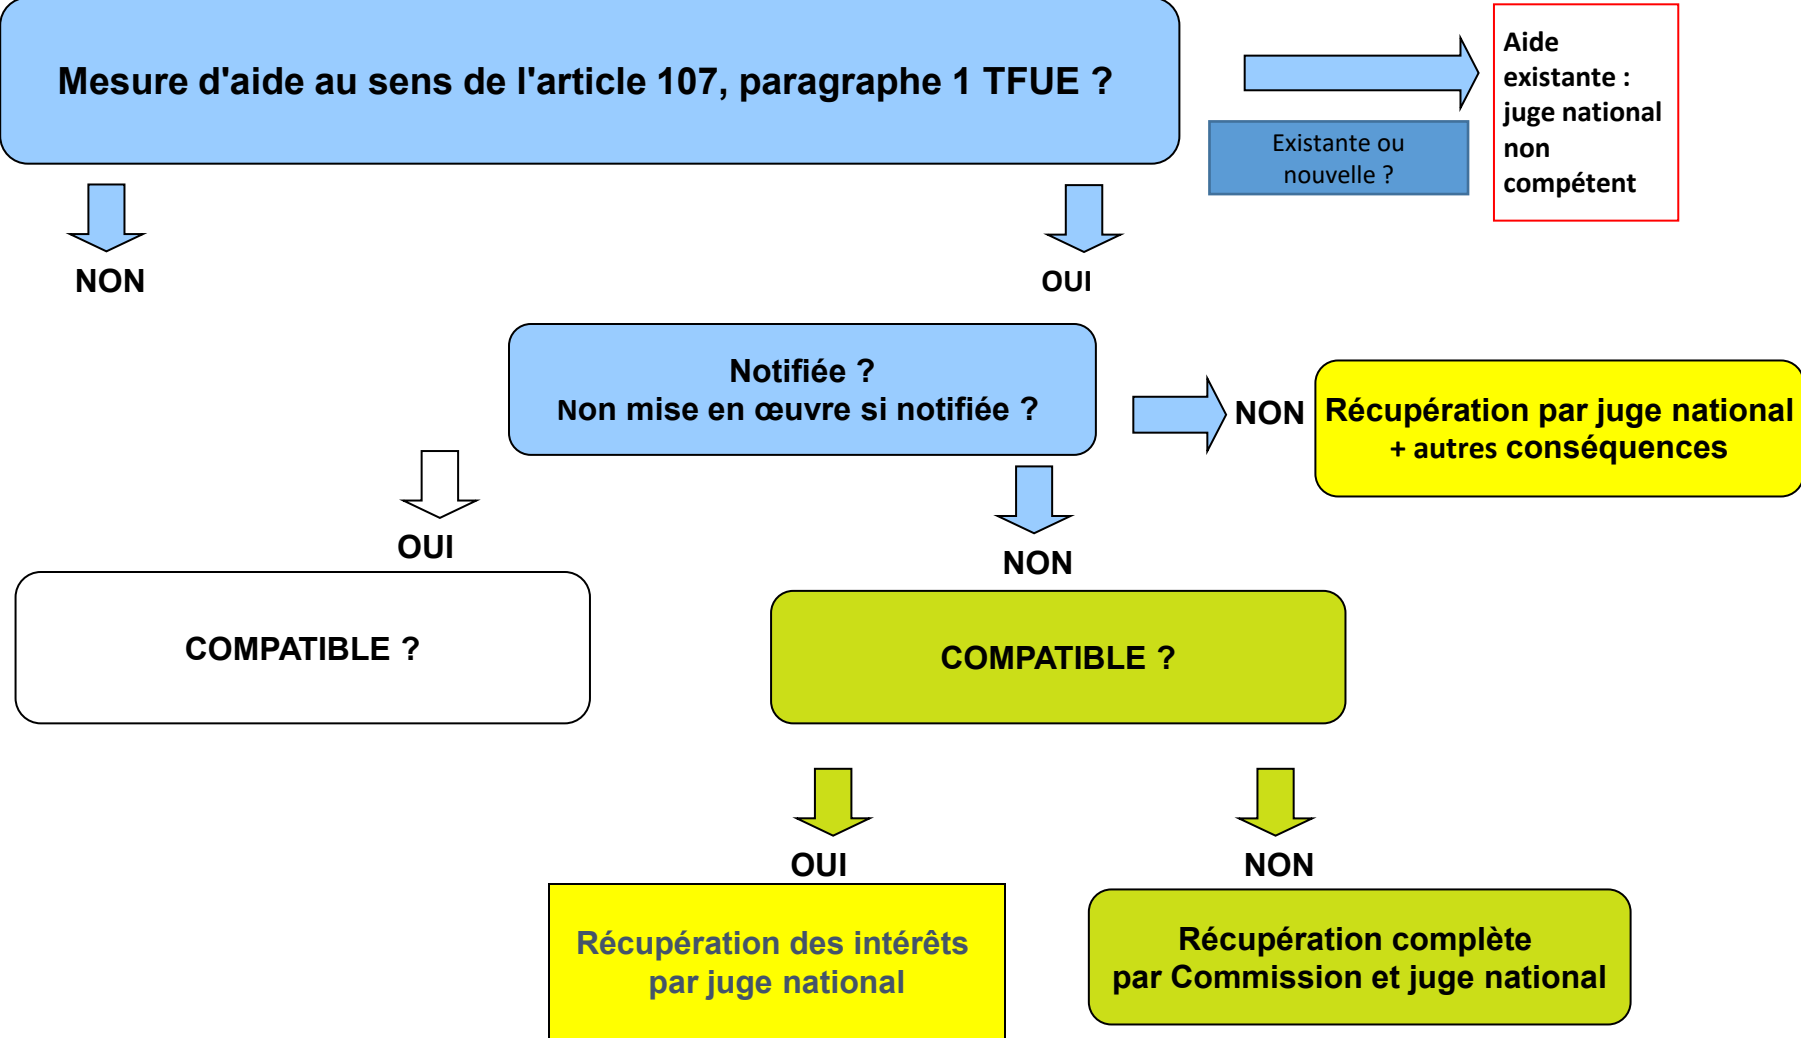 Mesure d'aide au sens de l'article 107, paragraphe 1 TFUE ?
Aide
existante :
juge national
non
compétent
Existante ou
nouvelle ?
NON
OUI
Notifiée ?
Non mise en œuvre si notifiée ?
NON
Récupération par juge national
+ autres conséquences
OUI
NON
COMPATIBLE ?
COMPATIBLE ?
OUI
NON
Récupération des intérêts
par juge national
Récupération complète
par Commission et juge national